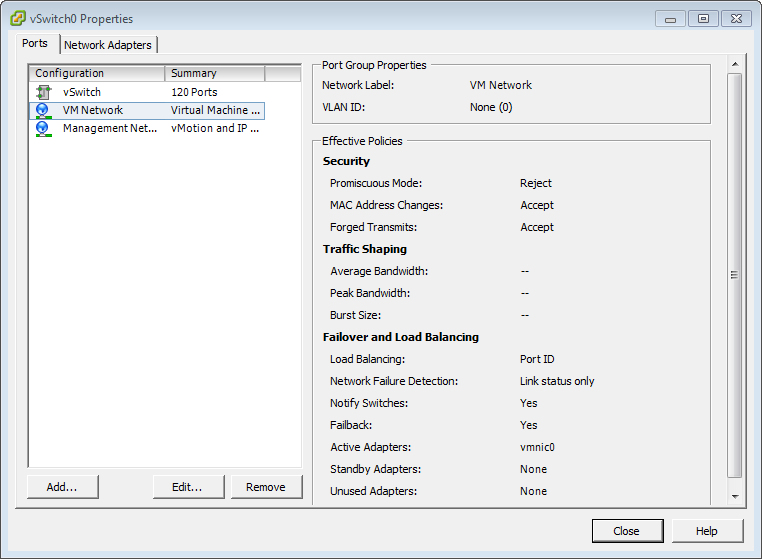 vSwitch0 Properties
Ports
Network Adapters
Configuration Summary
vSwitch 120 Ports
VM Network Virtual Machine ...
Management Net... vMotion and IP ...
Add... Edit... Remove
Port Group Properties
Network Label: VM Network
VLAN ID: None (0)
Effective Policies
Security
Promiscuous Mode: Reject
MAC Address Changes: Accept
Forged Transmits: Accept
Traffic Shaping
Average Bandwidth: --
Peak Bandwidth: --
Burst Size: --
Failover and Load Balancing
Load Balancing: Port ID
Network Failure Detection: Link status only
Notify Switches: Yes
Failback: Yes
Active Adapters: vmnic0
Standby Adapters: None
Unused Adapters: None
Close Help